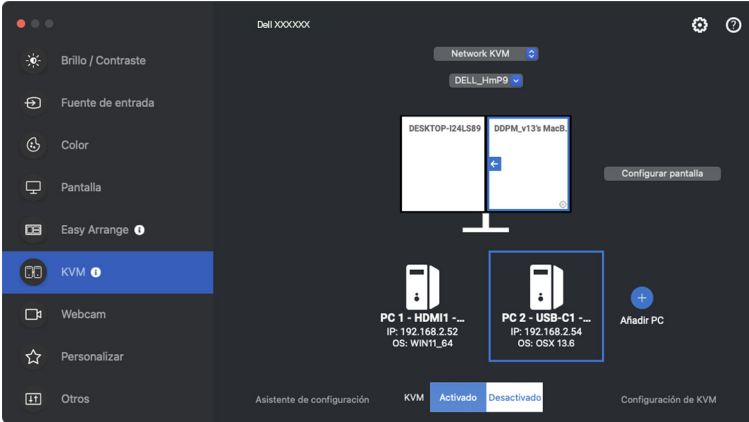 Dell XXXXXX
Brillo / Contraste
Fuente de entrada
Color
Pantalla
Easy Arrange
KVM
Webcam
Personalizar
Otros
Network KVM
DELL_HmP9
DESKTOP-I24LS89 DDPM_v13's MacB.
Configurar pantalla
PC 1 - HDMI1 -...
IP: 192.168.2.52
OS: WIN11_64
PC 2 - USB-C1 -...
IP: 192.168.2.54
OS: OSX 13.6
Añadir PC
Asistente de configuración
KVM Activado Desactivado
Configuración de KVM